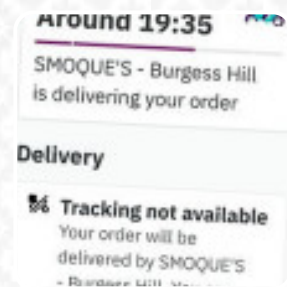 Around 19:35
SMOQUE'S - Burgess Hill
is delivering your order
Delivery
Tracking not available
Your order will be
delivered by SMOQUE'S
- Burgess Hill. You